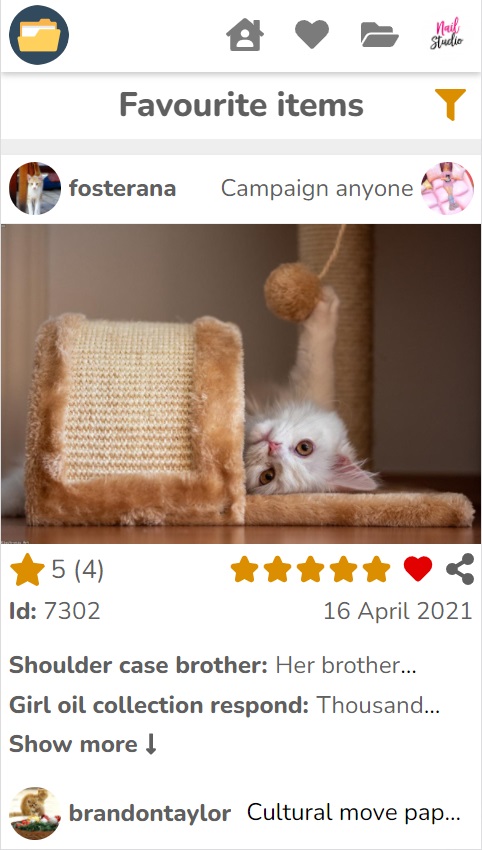 Nail
Studio
Favourite items
fosterana Campaign anyone
5 (4)
Id: 7302 16 April 2021
Shoulder case brother: Her brother...
Girl oil collection respond: Thousand...
Show more
brandontaylor Cultural move pap...